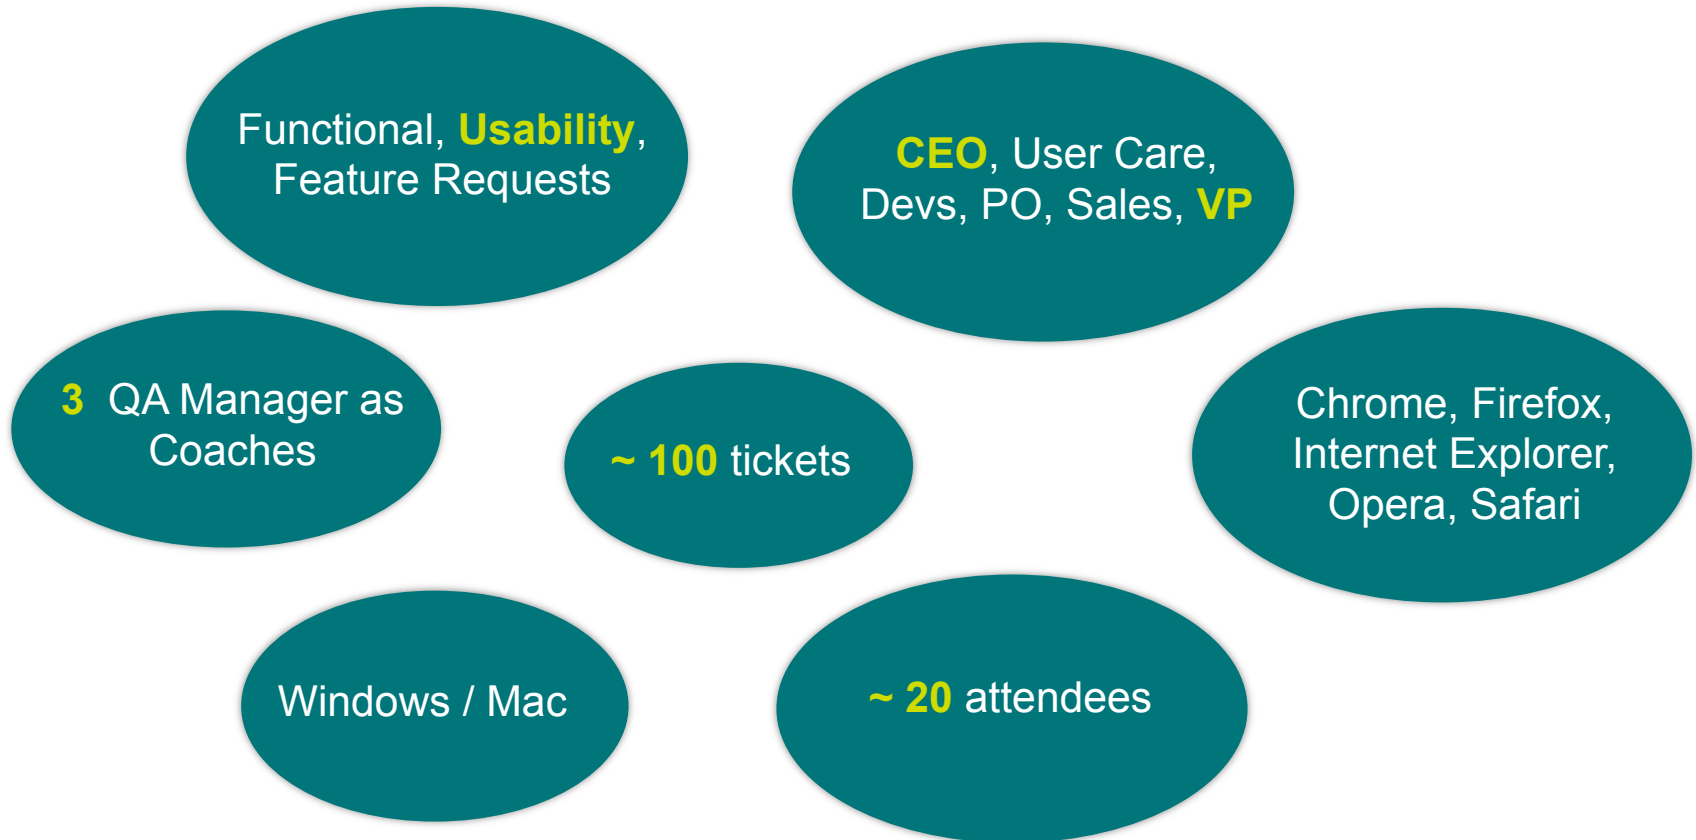 Functional, Usability,
Feature Requests
CEO, User Care,
Devs, PO, Sales, VP
3 QA Manager as
Coaches
~ 100 tickets
Chrome, Firefox,
Internet Explorer,
Opera, Safari
Windows / Mac
~ 20 attendees